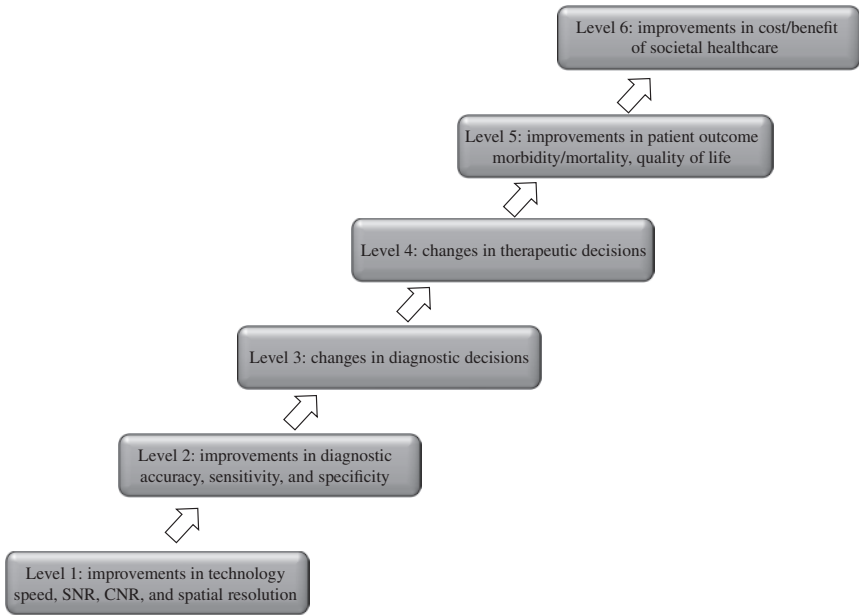 Level 6: improvements in cost/benefit
of societal healthcare
Level 5: improvements in patient outcome
morbidity/mortality, quality of life
Level 4: changes in therapeutic decisions
Level 3: changes in diagnostic decisions
Level 2: improvements in diagnostic
accuracy, sensitivity, and specificity
Level 1: improvements in technology
speed, SNR, CNR, and spatial resolution